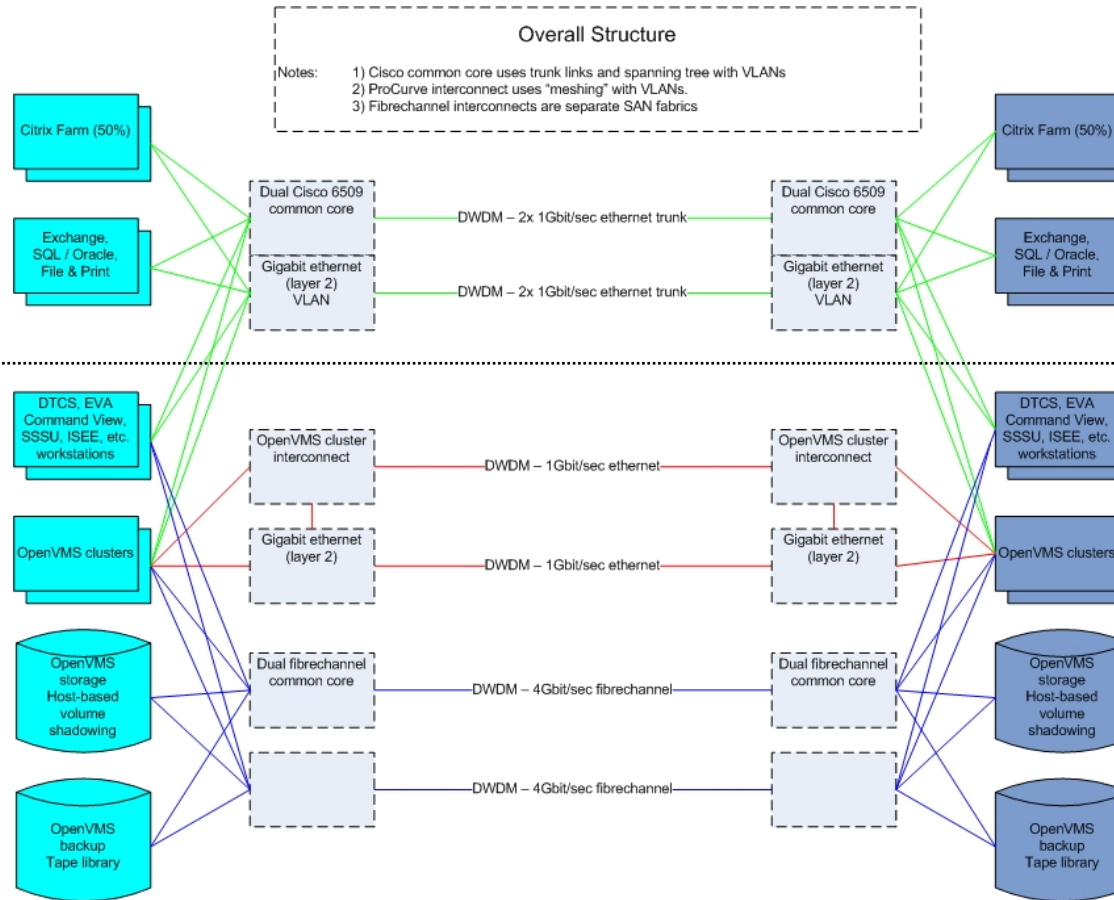 Overall Structure
Notes:
1) Cisco common core uses trunk links and spanning tree with VLANs
2) ProCurve interconnect uses “meshing” with VLANs.
3) Fibrechannel interconnects are separate SAN fabrics
Citrix Farm (50%)
Citrix Farm (50%)
Dual Cisco 6509
common core
DWDM – 2x 1Gbit/sec ethernet trunk
Dual Cisco 6509
common core
Exchange,
SQL / Oracle,
File & Print
Exchange,
SQL / Oracle,
File & Print
Gigabit ethernet
(layer 2)
VLAN
DWDM – 2x 1Gbit/sec ethernet trunk
Gigabit ethernet
(layer 2)
VLAN
DTCS, EVA
Command View,
SSSU, ISEE, etc.
workstations
DTCS, EVA
Command View,
SSSU, ISEE, etc.
workstations
OpenVMS cluster
interconnect
DWDM – 1Gbit/sec ethernet
OpenVMS cluster
interconnect
OpenVMS clusters
Gigabit ethernet
(layer 2)
DWDM – 1Gbit/sec ethernet
Gigabit ethernet
(layer 2)
OpenVMS clusters
OpenVMS
storage
Host-based
volume
shadowing
Dual fibrechannel
common core
DWDM – 4Gbit/sec fibrechannel
Dual fibrechannel
common core
OpenVMS
storage
Host-based
volume
shadowing
DWDM – 4Gbit/sec fibrechannel
OpenVMS
backup
Tape library
OpenVMS
backup
Tape library